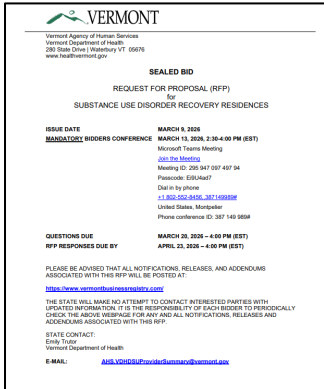 VERMONT
Vermont Agency of Human Services
Vermont Department of Health
280 State Drive | Waterbury VT 05676
www.healthvermont.gov
SEALED BID
REQUEST FOR PROPOSAL (RFP)
for
SUBSTANCE USE DISORDER RECOVERY RESIDENCES
ISSUE DATE MARCH 9, 2026
MANDATORY BIDDERS CONFERENCE MARCH 13, 2026, 2:30-4:00 PM (EST)
Microsoft Teams Meeting
Join the Meeting
Meeting ID: 295 947 097 497 94
Passcode: Ei9U4ad7
Dial in by phone
+1 802-552-8456,,387149989#
United States, Montpelier
Phone conference ID: 387 149 989#
QUESTIONS DUE MARCH 20, 2026 – 4:00 PM (EST)
RFP RESPONSES DUE BY APRIL 23, 2026 – 4:00 PM (EST)
PLEASE BE ADVISED THAT ALL NOTIFICATIONS, RELEASES, AND ADDENDUMS
ASSOCIATED WITH THIS RFP WILL BE POSTED AT:
https://www.vermontbusinessregistry.com/
THE STATE WILL MAKE NO ATTEMPT TO CONTACT INTERESTED PARTIES WITH
UPDATED INFORMATION. IT IS THE RESPONSIBILITY OF EACH BIDDER TO PERIODICALLY
CHECK THE ABOVE WEBPAGE FOR ANY AND ALL NOTIFICATIONS, RELEASES AND
ADDENDUMS ASSOCIATED WITH THIS RFP.
STATE CONTACT:
Emily Trutor
Vermont Department of Health
E-MAIL: AHS.VDHDSUProviderSummary@vermont.gov